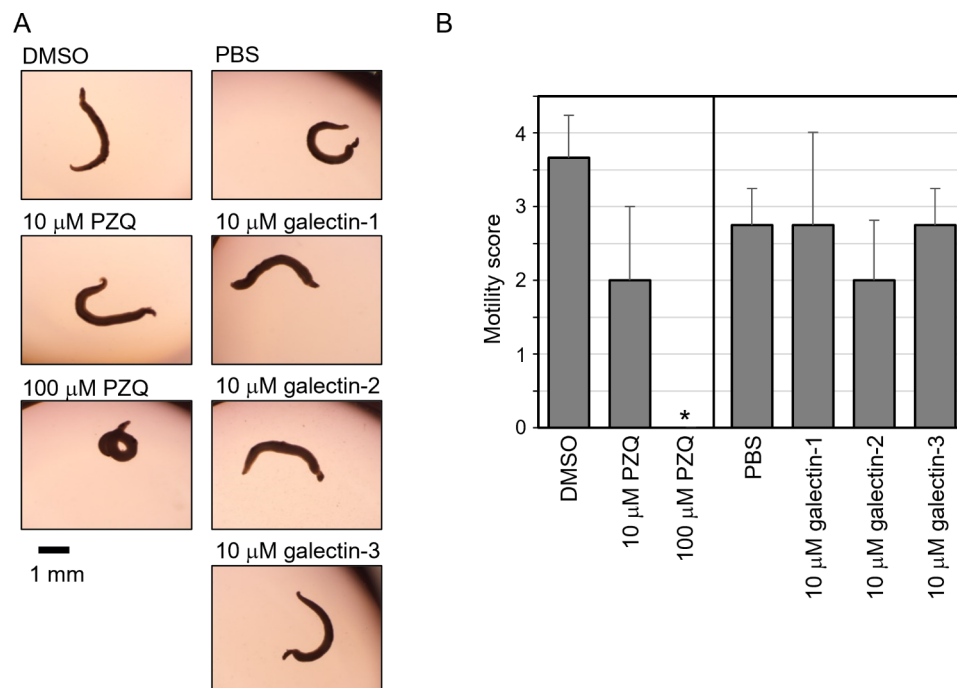 A
DMSO
PBS
10 μM PZQ
10 μM galectin-1
100 μM PZQ
10 μM galectin-2
1 mm
10 μM galectin-3
B
Motility score
4
3
2
1
0
*
DMSO
10 μM PZQ
100 μM PZQ
PBS
10 μM galectin-1
10 μM galectin-2
10 μM galectin-3